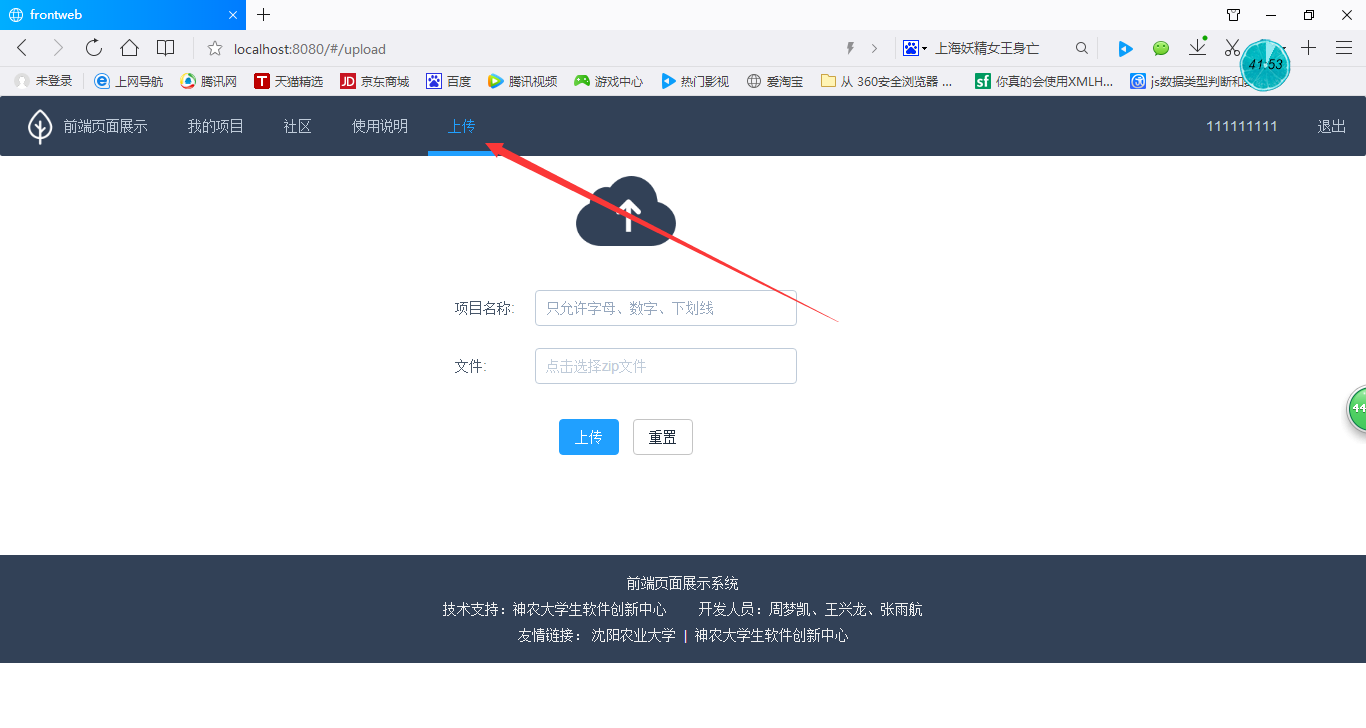 frontweb
localhost:8080/#/upload
上海妖精女王身亡
未登录 上网导航 腾讯网 天猫精选 京东商城 百度 腾讯视频 游戏中心 热门影视 爱淘宝 从 360安全浏览器 ... 你真的会使用XMLH... js数据类型判断和
41:53
前端页面展示 我的项目 社区 使用说明 上传 111111111 退出
项目名称: 只允许字母、数字、下划线
文件: 点击选择zip文件
44
上传 重置
前端页面展示系统
技术支持：神农大学生软件创新中心 开发人员：周梦凯、王兴龙、张雨航
友情链接： 沈阳农业大学 | 神农大学生软件创新中心